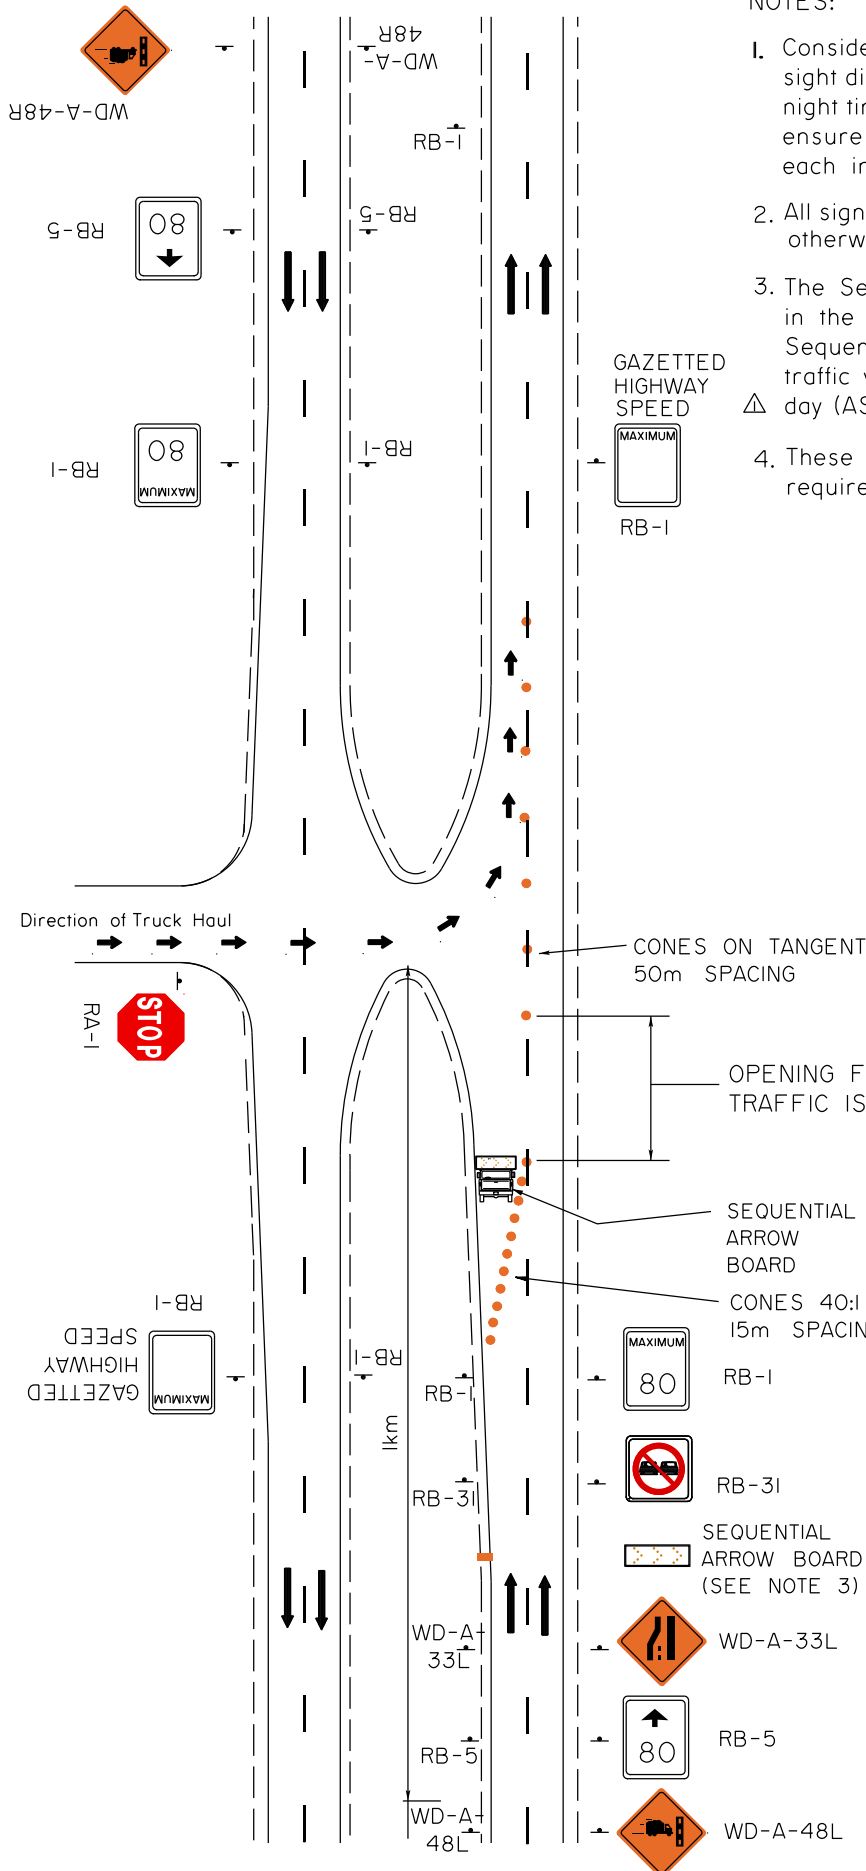 NOTES:
1. Conside
sight di
night tir
ensure
each in
2. All sign
otherw
3. The Se
in the
Sequen
traffic v
day (AS
4. These
require
WD-A-48R
WD-A-
48R
RB-1
RB-5
80
RB-5
GAZETTED
HIGHWAY
SPEED
MAXIMUM
RB-1
RB-1
MAXIMUM
80
RB-1
Direction of Truck Haul
STOP
RA-1
CONES ON TANGENT
50m SPACING
OPENING F
TRAFFIC IS
SEQUENTIAL
ARROW
BOARD
CONES 40:1
15m SPACIN
RB-1
GAZETTED
HIGHWAY
SPEED
MAXIMUM
RB-1
1km
RB-1
MAXIMUM
80
RB-1
RB-31
RB-31
SEQUENTIAL
ARROW BOARD
(SEE NOTE 3)
WD-A-
33L
WD-A-33L
RB-5
80
RB-5
WD-A-
48L
WD-A-48L